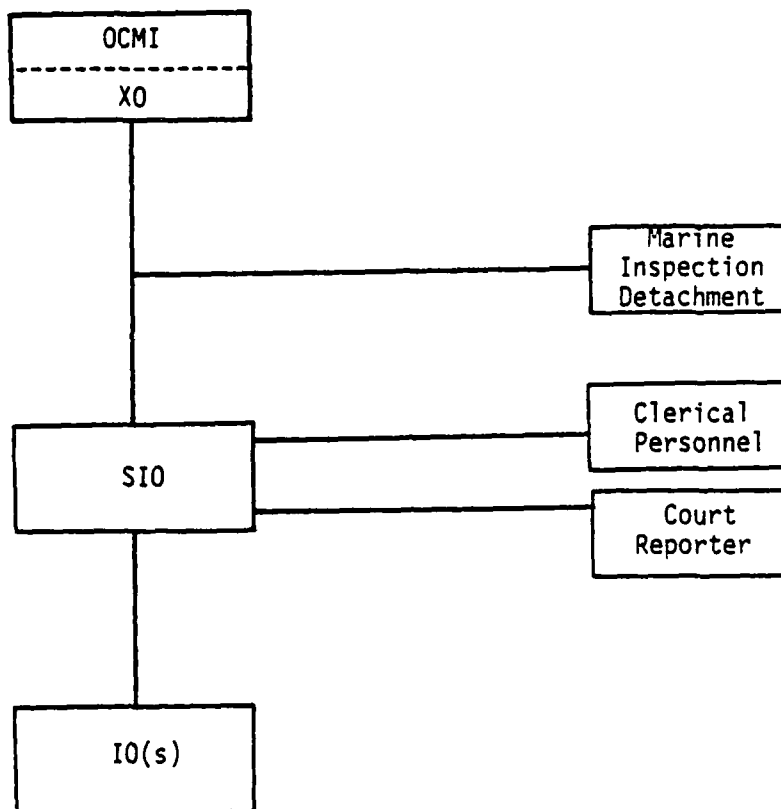 OCMI
XO
Marine
Inspection
Detachment
Clerical
Personnel
SIO
Court
Reporter
IO(s)